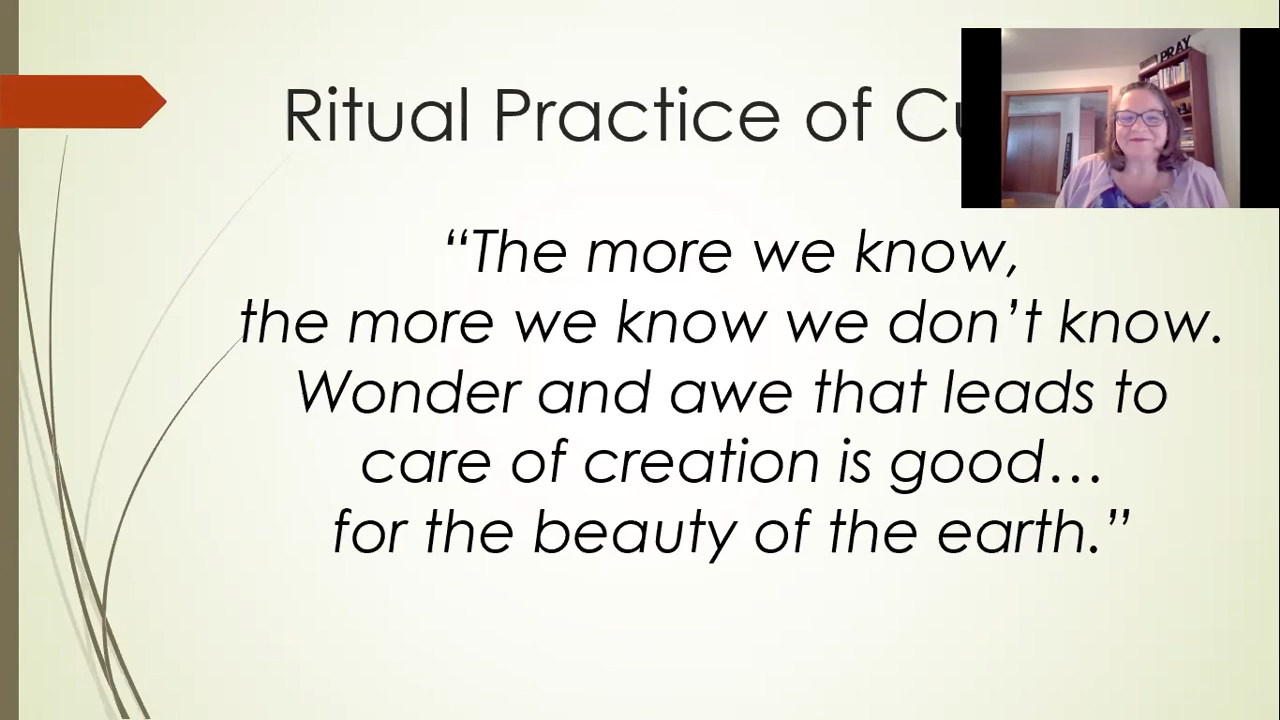 Ritual Practice of Cu
PRAY
“The more we know,
the more we know we don’t know.
Wonder and awe that leads to
care of creation is good…
for the beauty of the earth.”